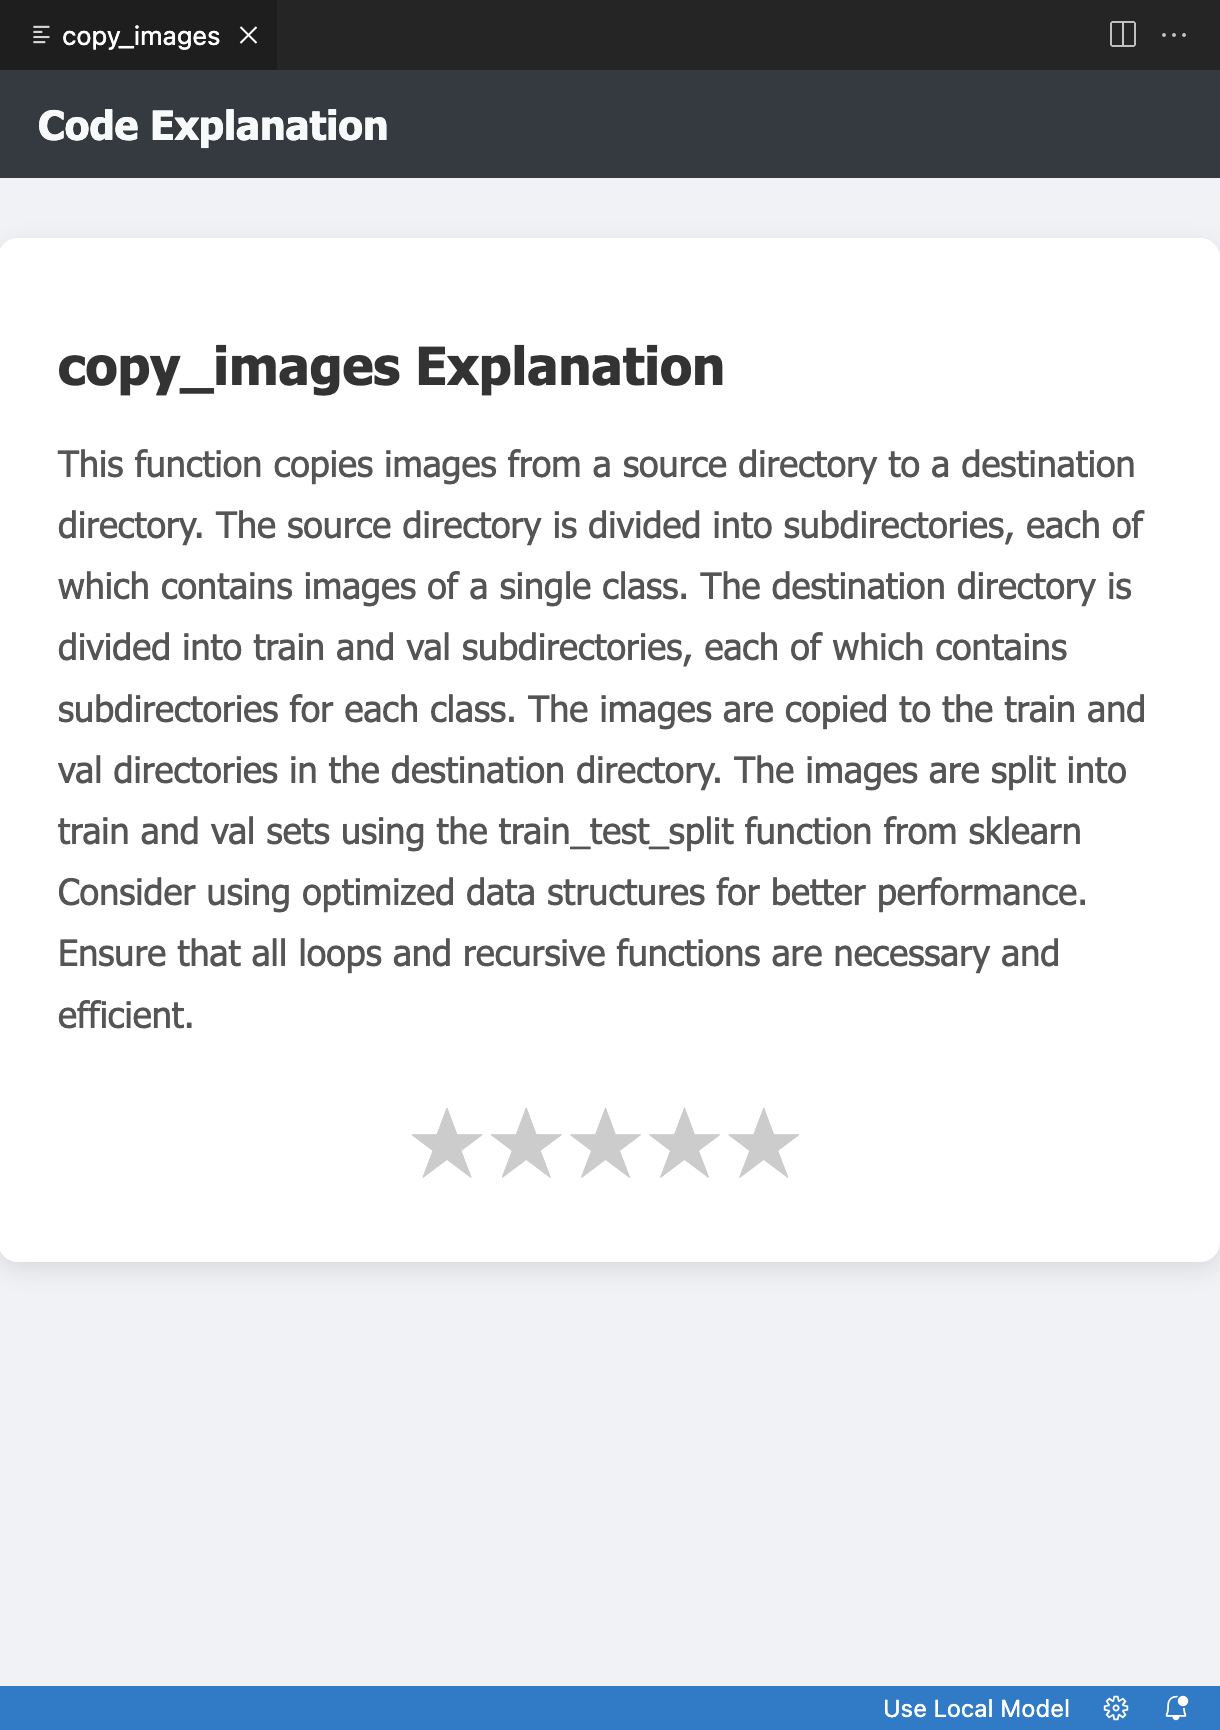 copy_images
Code Explanation
copy_images Explanation
This function copies images from a source directory to a destination
directory. The source directory is divided into subdirectories, each of
which contains images of a single class. The destination directory is
divided into train and val subdirectories, each of which contains
subdirectories for each class. The images are copied to the train and
val directories in the destination directory. The images are split into
train and val sets using the train_test_split function from sklearn
Consider using optimized data structures for better performance.
Ensure that all loops and recursive functions are necessary and
efficient.
Use Local Model